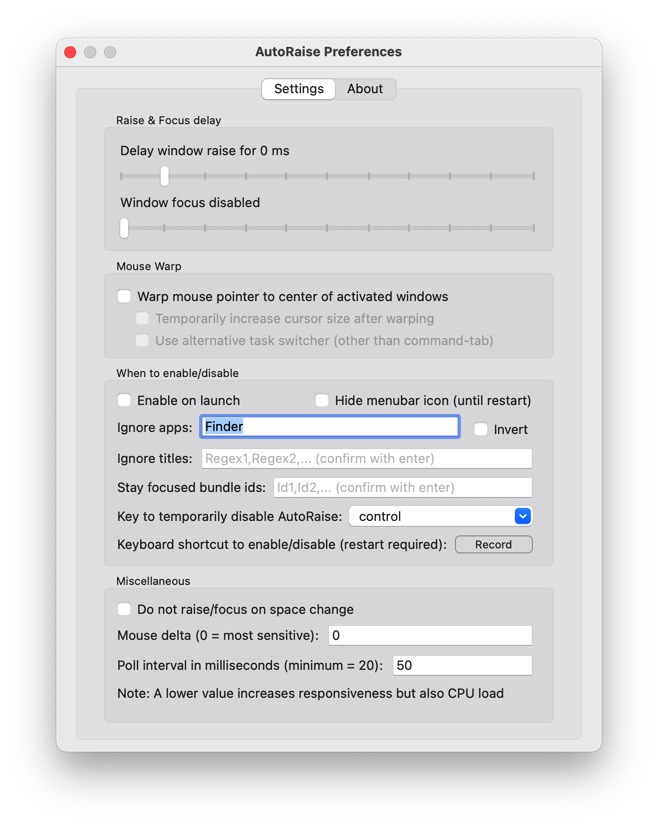 AutoRaise Preferences
Settings About
Raise & Focus delay
Delay window raise for 0 ms
Window focus disabled
Mouse Warp
Warp mouse pointer to center of activated windows
Temporarily increase cursor size after warping
Use alternative task switcher (other than command-tab)
When to enable/disable
Enable on launch Hide menubar icon (until restart)
Ignore apps: Finder Invert
Ignore titles: Regex1,Regex2,... (confirm with enter)
Stay focused bundle ids: Id1,Id2,... (confirm with enter)
Key to temporarily disable AutoRaise: control
Keyboard shortcut to enable/disable (restart required): Record
Miscellaneous
Do not raise/focus on space change
Mouse delta (0 = most sensitive): 0
Poll interval in milliseconds (minimum = 20): 50
Note: A lower value increases responsiveness but also CPU load